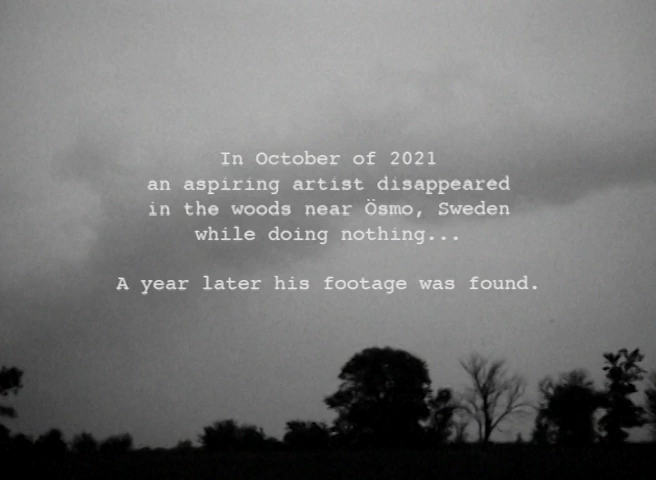 In October of 2021
an aspiring artist disappeared
in the woods near Ösmo, Sweden
while doing nothing...
A year later his footage was found.